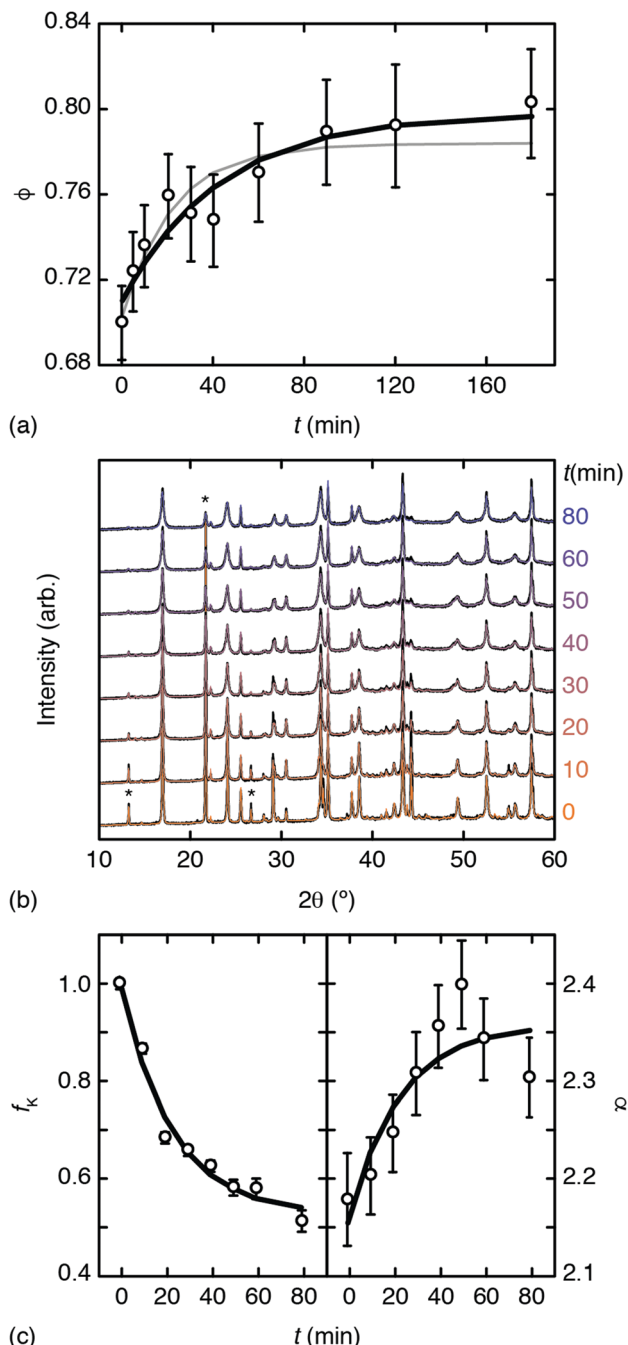 0.84
0.80
0.76
0.72
0.68
ϕ
0 40 80 120 160
(a) t (min)
* t(min)
80
60
50
40
30
20
10
* * 0
Intensity (arb.)
10 20 30 40 50 60
(b) 2θ (º)
1.0 2.4
0.8 2.3
0.6 2.2
0.4 2.1
fK α
0 20 40 60 80 0 20 40 60 80
(c) t (min)